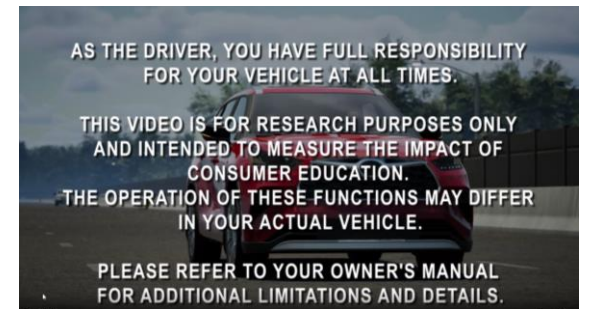 AS THE DRIVER, YOU HAVE FULL RESPONSIBILITY
FOR YOUR VEHICLE AT ALL TIMES.
THIS VIDEO IS FOR RESEARCH PURPOSES ONLY
AND INTENDED TO MEASURE THE IMPACT OF
CONSUMER EDUCATION.
THE OPERATION OF THESE FUNCTIONS MAY DIFFER
IN YOUR ACTUAL VEHICLE.
PLEASE REFER TO YOUR OWNER'S MANUAL
FOR ADDITIONAL LIMITATIONS AND DETAILS.